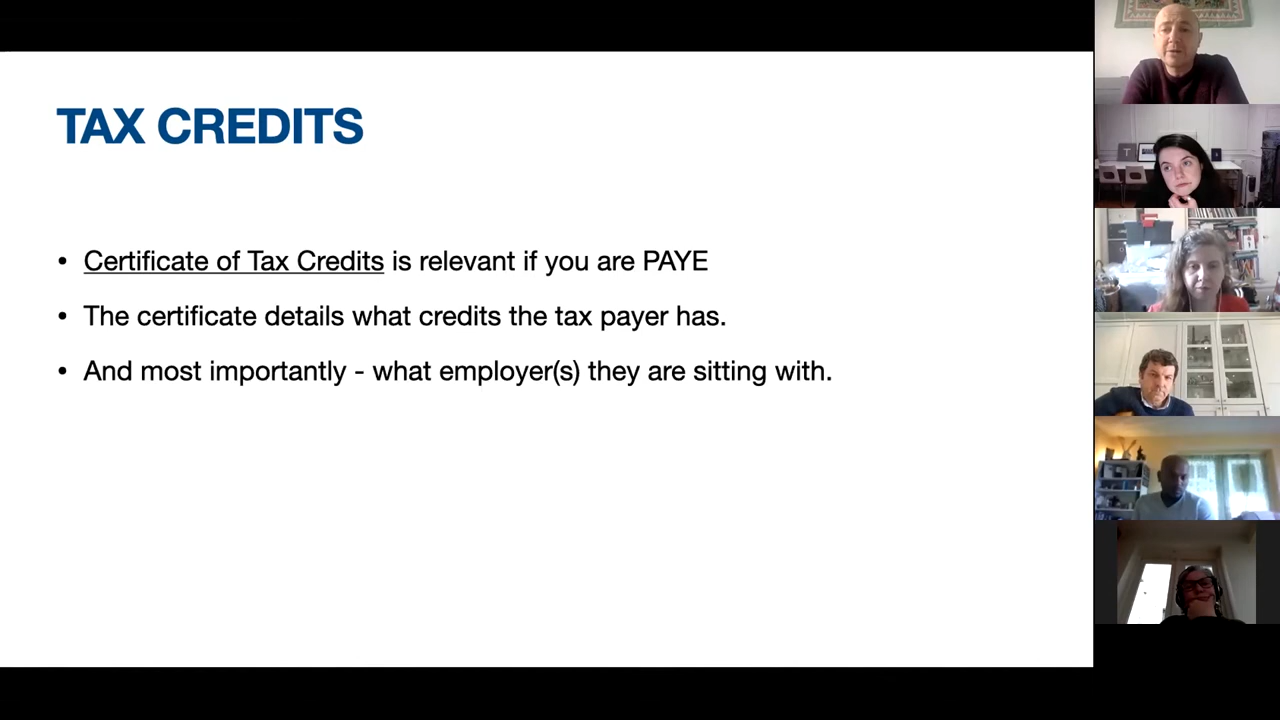 TAX CREDITS
• Certificate of Tax Credits is relevant if you are PAYE
• The certificate details what credits the tax payer has.
• And most importantly - what employer(s) they are sitting with.